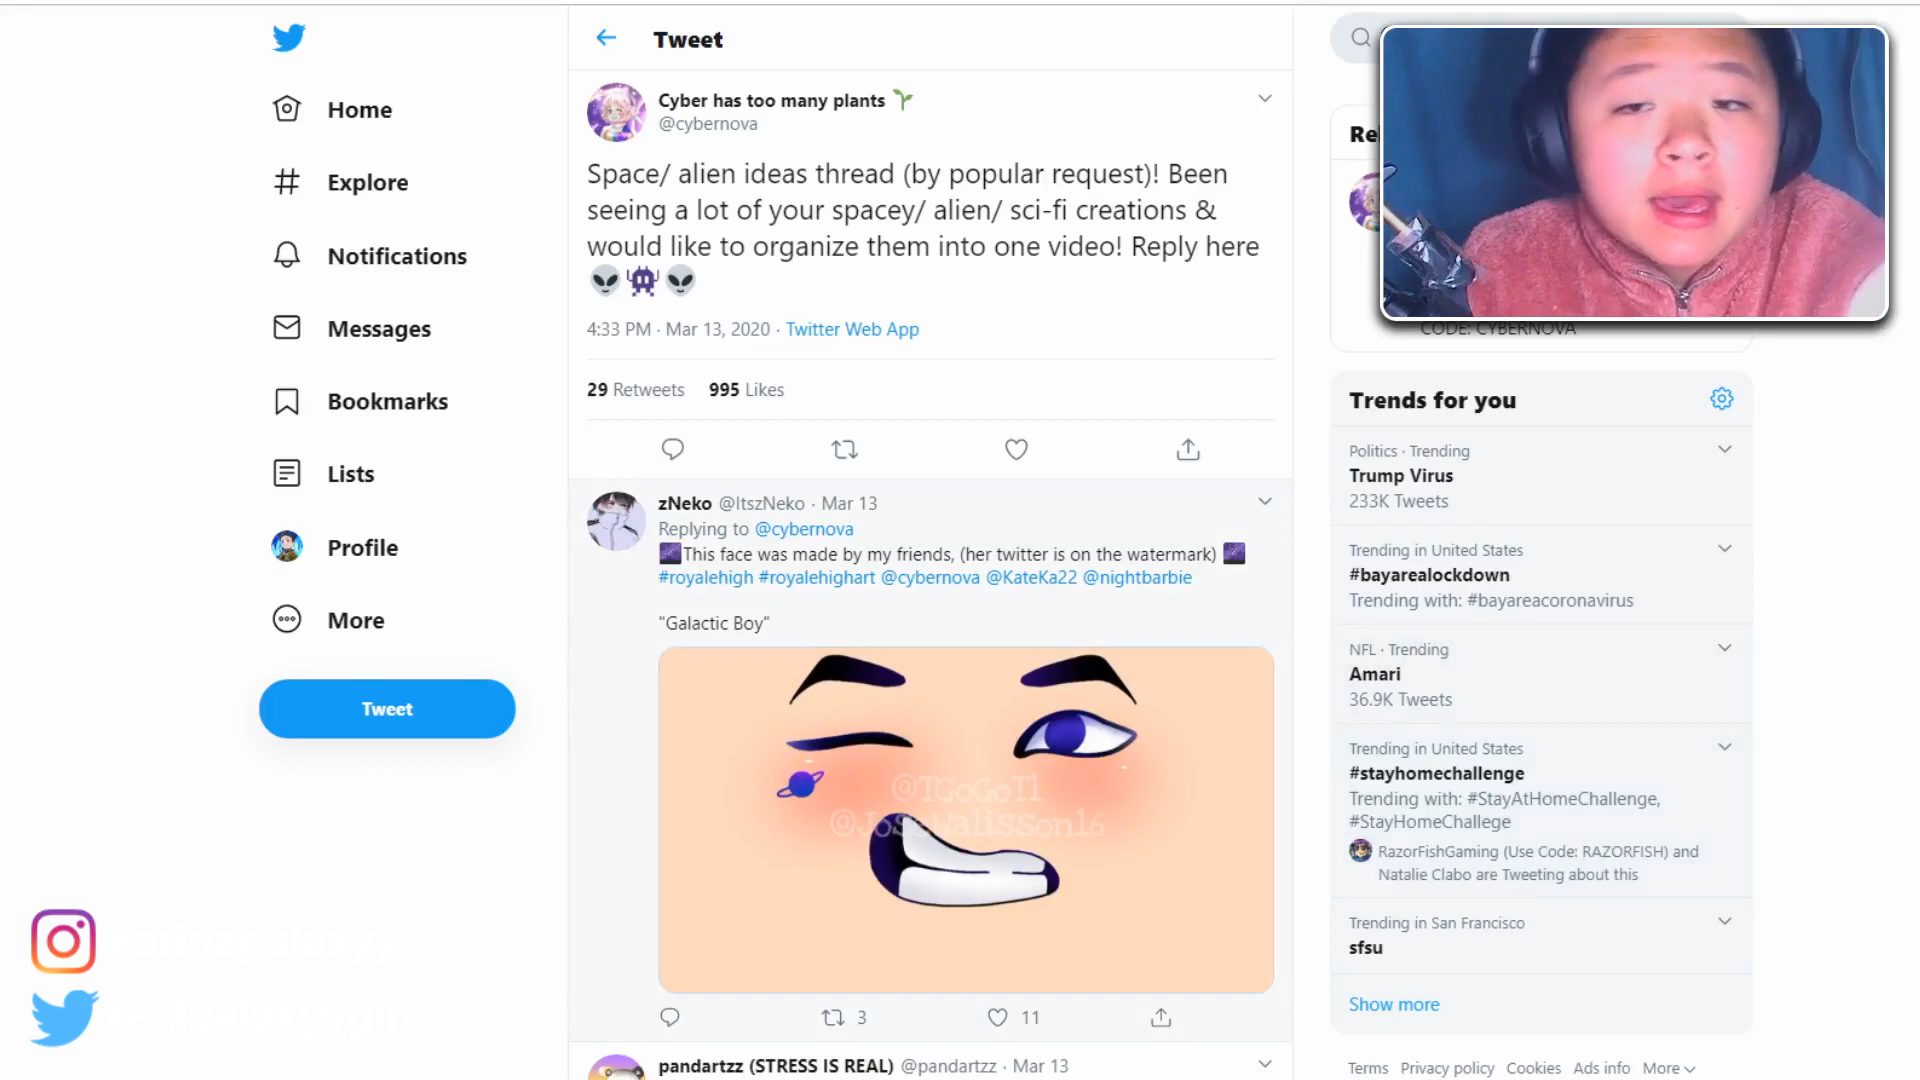 Home
Explore
Notifications
Messages
Bookmarks
Lists
Profile
More
Tweet
Tweet
Cyber has too many plants
@cybernova
Space/ alien ideas thread (by popular request)! Been
seeing a lot of your spacey/ alien/ sci-fi creations &
would like to organize them into one video! Reply here
4:33 PM · Mar 13, 2020 · Twitter Web App
29 Retweets 995 Likes
zNeko @ItszNeko · Mar 13
Replying to @cybernova
This face was made by my friends, (her twitter is on the watermark)
#royalehigh #royalehighart @cybernova @KateKa22 @nightbarbie
"Galactic Boy"
@TGoGoT1
3
11
pandartzz (STRESS IS REAL) @pandartzz · Mar 13
Re
CODE: CYBERNOVA
Trends for you
Politics · Trending
Trump Virus
233K Tweets
Trending in United States
#bayarealockdown
Trending with: #bayareacoronavirus
NFL · Trending
Amari
36.9K Tweets
Trending in United States
#stayhomechallenge
Trending with: #StayAtHomeChallenge,
#StayHomeChallege
RazorFishGaming (Use Code: RAZORFISH) and
Natalie Clabo are Tweeting about this
Trending in San Francisco
sfsu
Show more
Terms Privacy policy Cookies Ads info More
karinagalaxyy
realgalaxyygirl